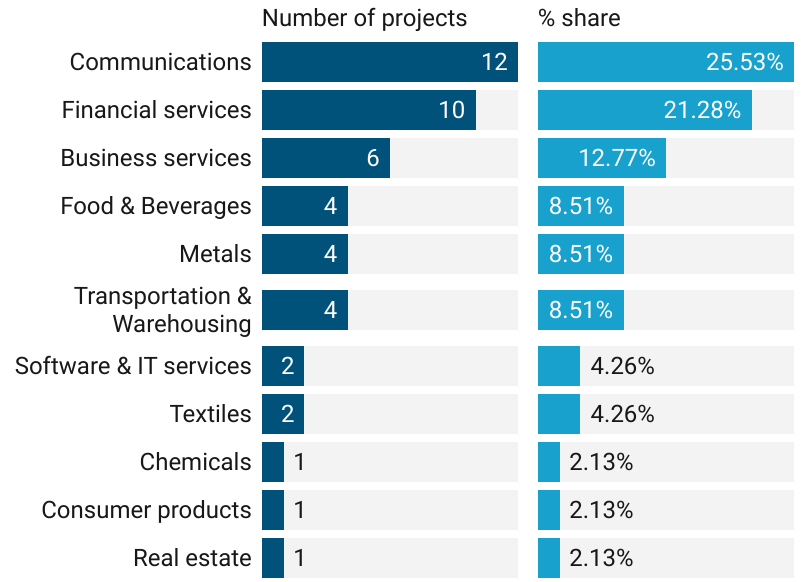 Number of projects % share
Communications 12 25.53%
Financial services 10 21.28%
Business services 6 12.77%
Food & Beverages 4 8.51%
Metals 4 8.51%
Transportation &
Warehousing 4 8.51%
Software & IT services 2 4.26%
Textiles 2 4.26%
Chemicals 1 2.13%
Consumer products 1 2.13%
Real estate 1 2.13%